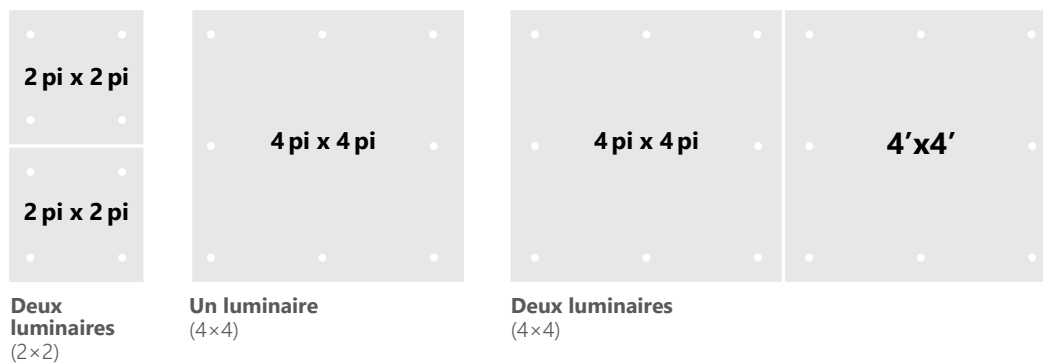 2 pi x 2 pi
2 pi x 2 pi
Deux
luminaires
(2×2)
4 pi x 4 pi
Un luminaire
(4×4)
4 pi x 4 pi
4’x4’
Deux luminaires
(4×4)